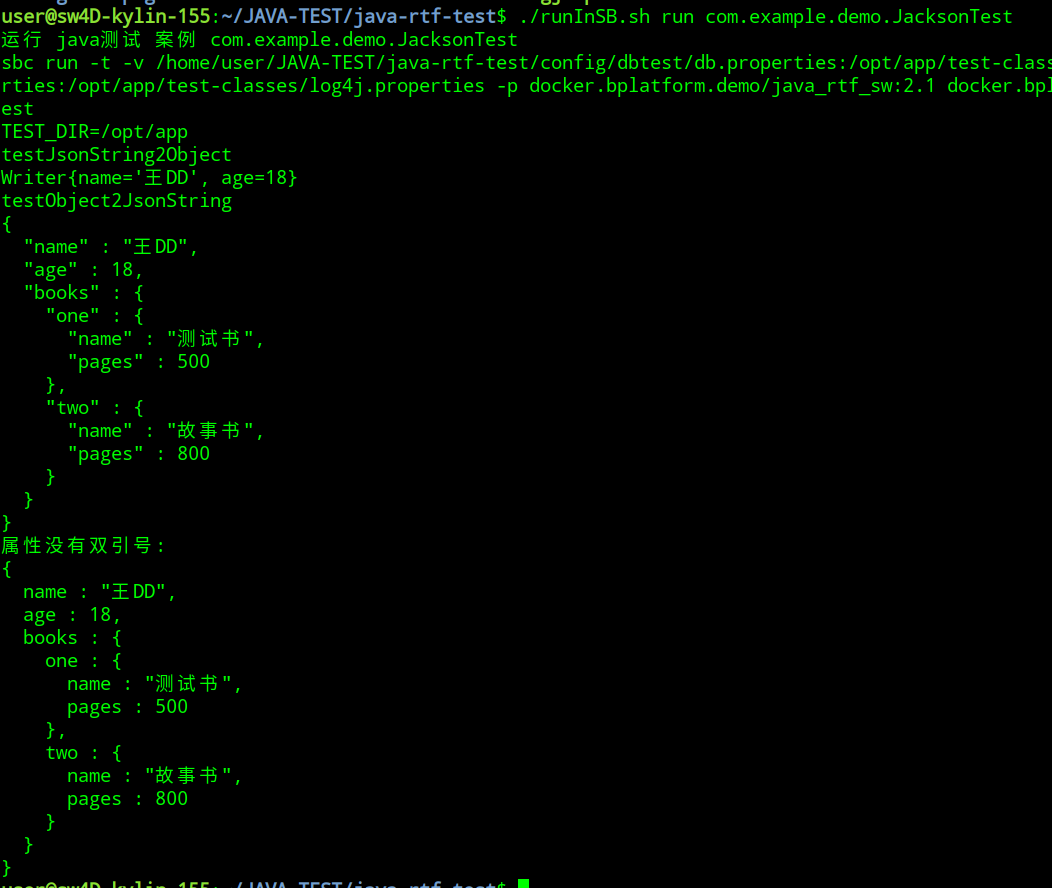 user@sw4D-kylin-155:~/JAVA-TEST/java-rtf-test$ ./runInSB.sh run com.example.demo.JacksonTest
运行 java测试 案例 com.example.demo.JacksonTest
sbc run -t -v /home/user/JAVA-TEST/java-rtf-test/config/dbtest/db.properties:/opt/app/test-clas
rties:/opt/app/test-classes/log4j.properties -p docker.bplatform.demo/java_rtf_sw:2.1 docker.bpl
est
TEST_DIR=/opt/app
testJsonString2Object
Writer{name='王DD', age=18}
testObject2JsonString
{
  "name" : "王DD",
  "age" : 18,
  "books" : {
    "one" : {
      "name" : "测试书",
      "pages" : 500
    },
    "two" : {
      "name" : "故事书",
      "pages" : 800
    }
  }
}
属性没有双引号:
{
  name : "王DD",
  age : 18,
  books : {
    one : {
      name : "测试书",
      pages : 500
    },
    two : {
      name : "故事书",
      pages : 800
    }
  }
}
user@sw4D-kylin-155:~/JAVA-TEST/java-rtf-test$